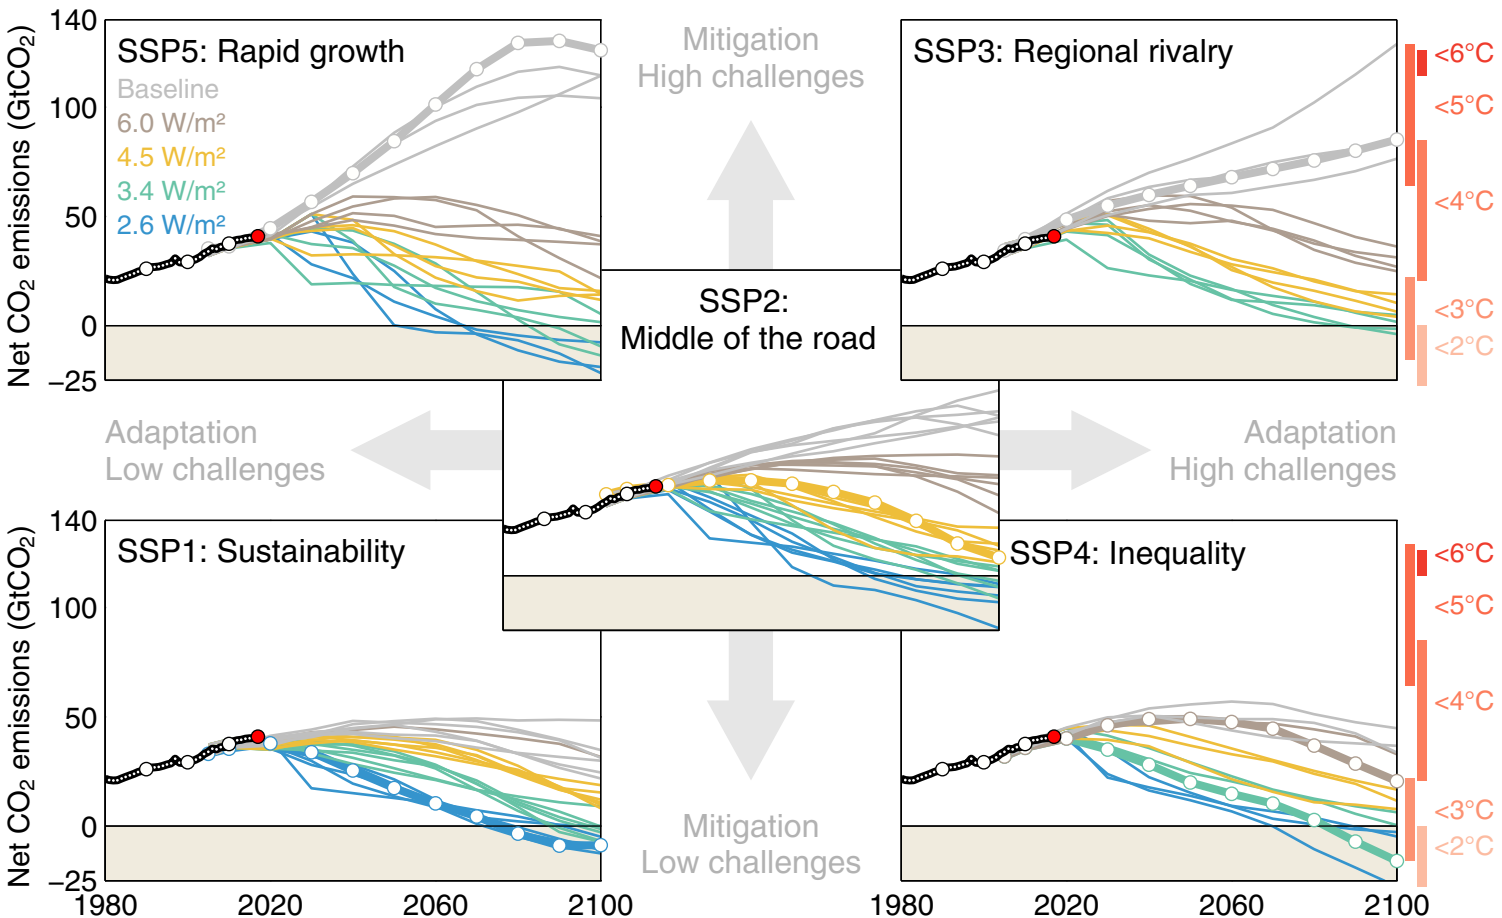 140
100
50
0
−25
Net CO₂ emissions (GtCO₂)
SSP5: Rapid growth
Baseline
6.0 W/m²
4.5 W/m²
3.4 W/m²
2.6 W/m²
Mitigation
High challenges
SSP3: Regional rivalry
<6°C
<5°C
<4°C
<3°C
<2°C
SSP2:
Middle of the road
Adaptation
Low challenges
Adaptation
High challenges
140
100
50
0
−25
Net CO₂ emissions (GtCO₂)
SSP1: Sustainability
SSP4: Inequality
<6°C
<5°C
<4°C
<3°C
<2°C
Mitigation
Low challenges
1980
2020
2060
2100
1980
2020
2060
2100